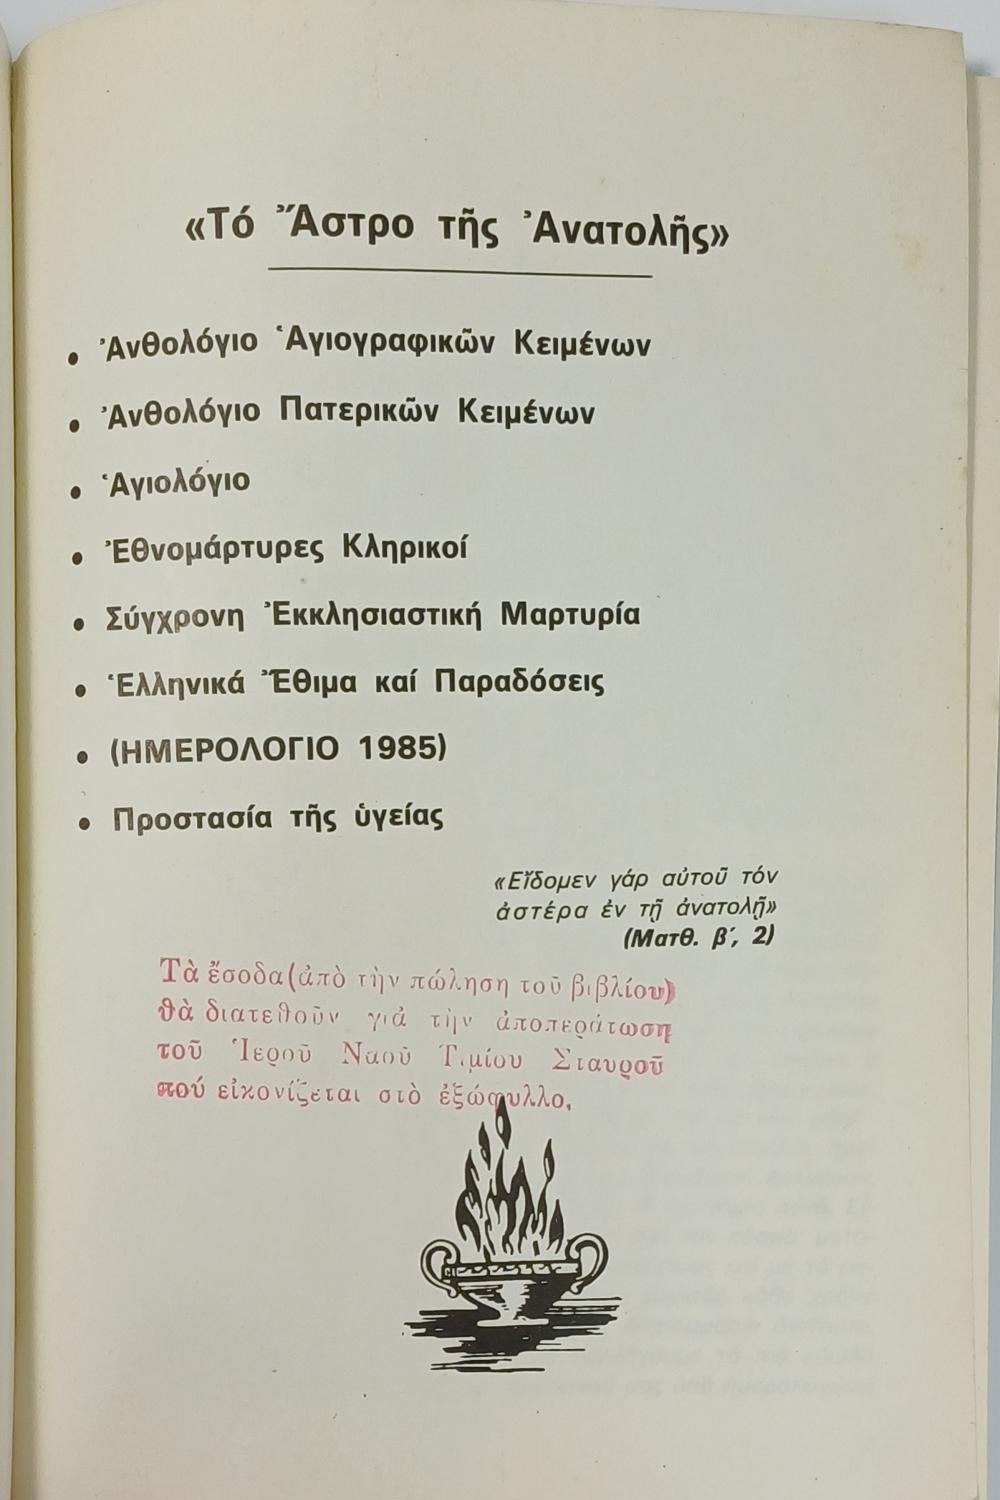 «Τό Ἄστρο τῆς Ἀνατολῆς»
• Ἀνθολόγιο Ἁγιογραφικῶν Κειμένων
• Ἀνθολόγιο Πατερικῶν Κειμένων
• Ἁγιολόγιο
• Ἐθνομάρτυρες Κληρικοί
• Σύγχρονη Ἐκκλησιαστική Μαρτυρία
• Ἑλληνικά Ἔθιμα καί Παραδόσεις
• (ΗΜΕΡΟΛΟΓΙΟ 1985)
• Προστασία τῆς ὑγείας
«Εἴδομεν γάρ αὐτοῦ τόν
ἀστέρα ἐν τῇ ἀνατολῇ»
(Ματθ. β΄, 2)
Τὰ ἔσοδα (ἀπὸ τὴν πώληση τοῦ βιβλίου)
θὰ διατεθοῦν γιὰ τὴν ἀποπεράτωση
τοῦ Ἱεροῦ Ναοῦ Τιμίου Σταυροῦ
πού εἰκονίζεται στὸ ἐξώφυλλο.